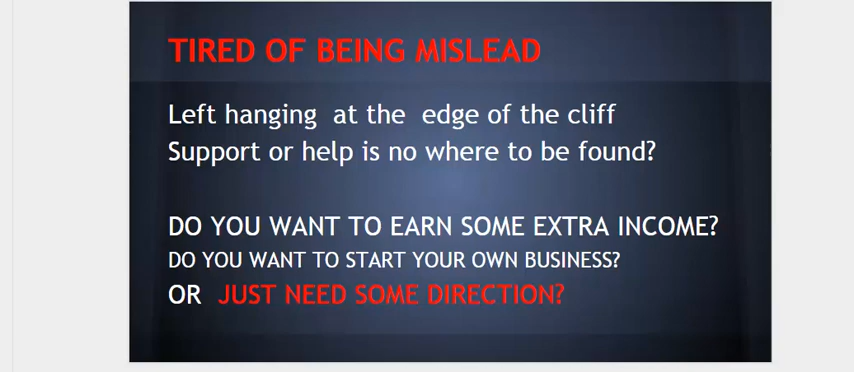 TIRED OF BEING MISLEAD
Left hanging at the edge of the cliff
Support or help is no where to be found?
DO YOU WANT TO EARN SOME EXTRA INCOME?
DO YOU WANT TO START YOUR OWN BUSINESS?
OR JUST NEED SOME DIRECTION?